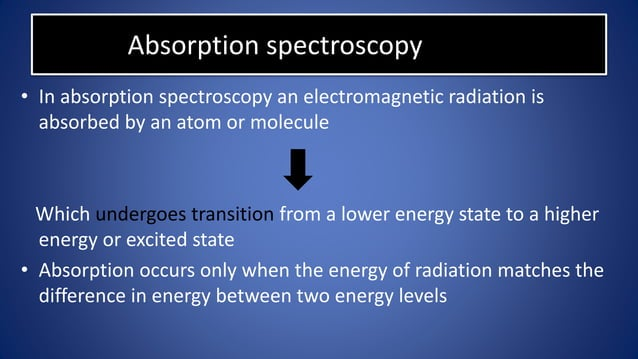 Absorption spectroscopy
• In absorption spectroscopy an electromagnetic radiation is
absorbed by an atom or molecule
Which undergoes transition from a lower energy state to a higher
energy or excited state
• Absorption occurs only when the energy of radiation matches the
difference in energy between two energy levels